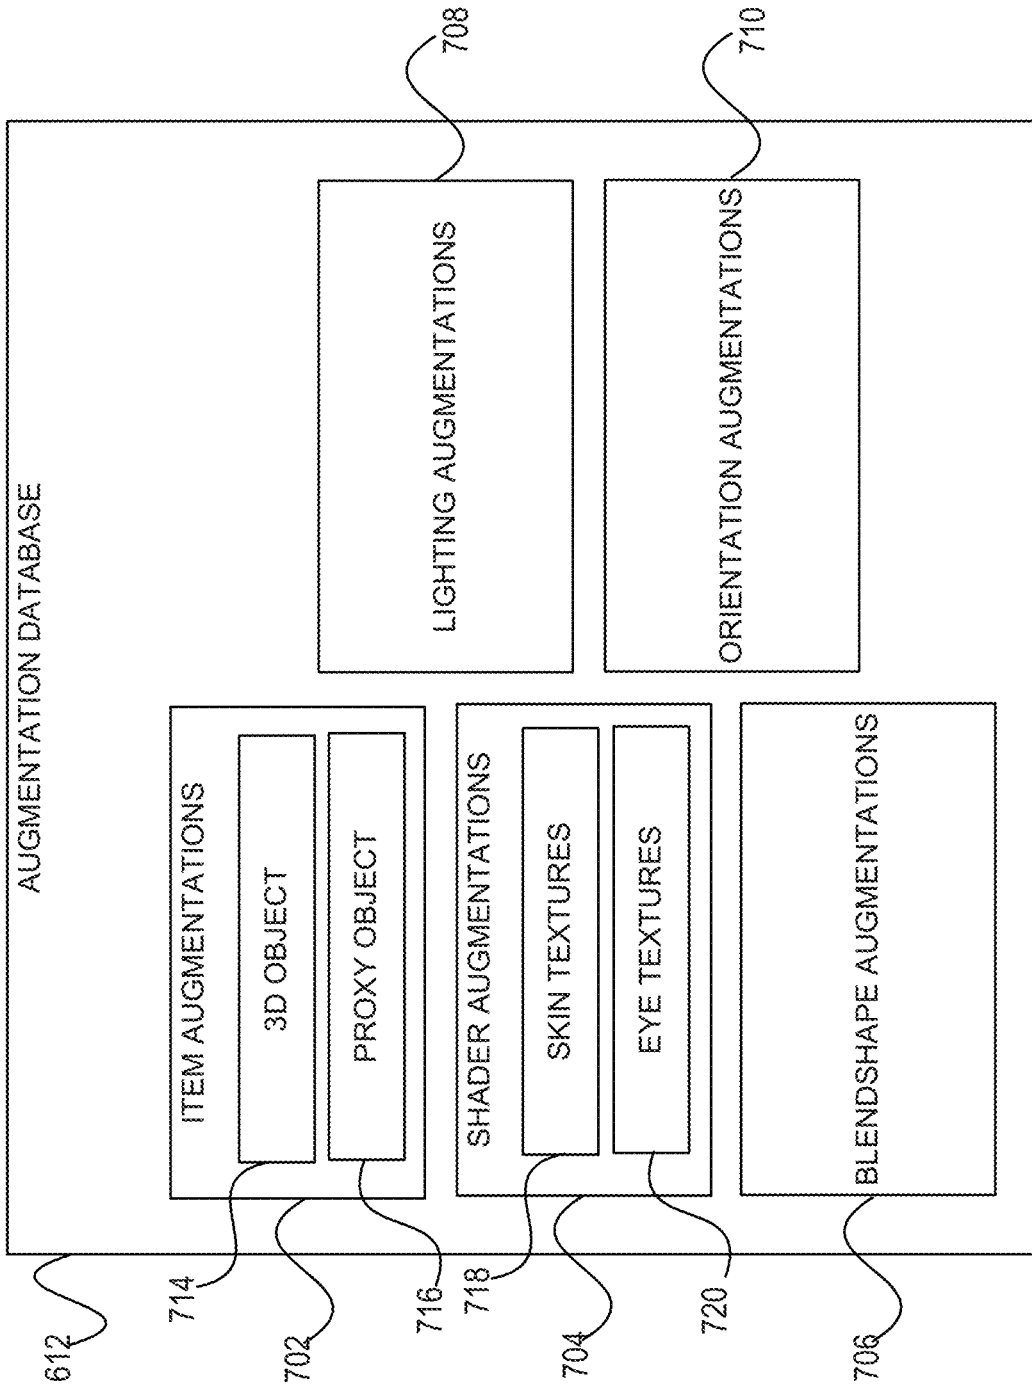 AUGMENTATION DATABASE
612
ITEM AUGMENTATIONS
714
3D OBJECT
702
PROXY OBJECT
716
SHADER AUGMENTATIONS
718
SKIN TEXTURES
704
EYE TEXTURES
720
BLENDSHAPE AUGMENTATIONS
706
LIGHTING AUGMENTATIONS
708
ORIENTATION AUGMENTATIONS
710